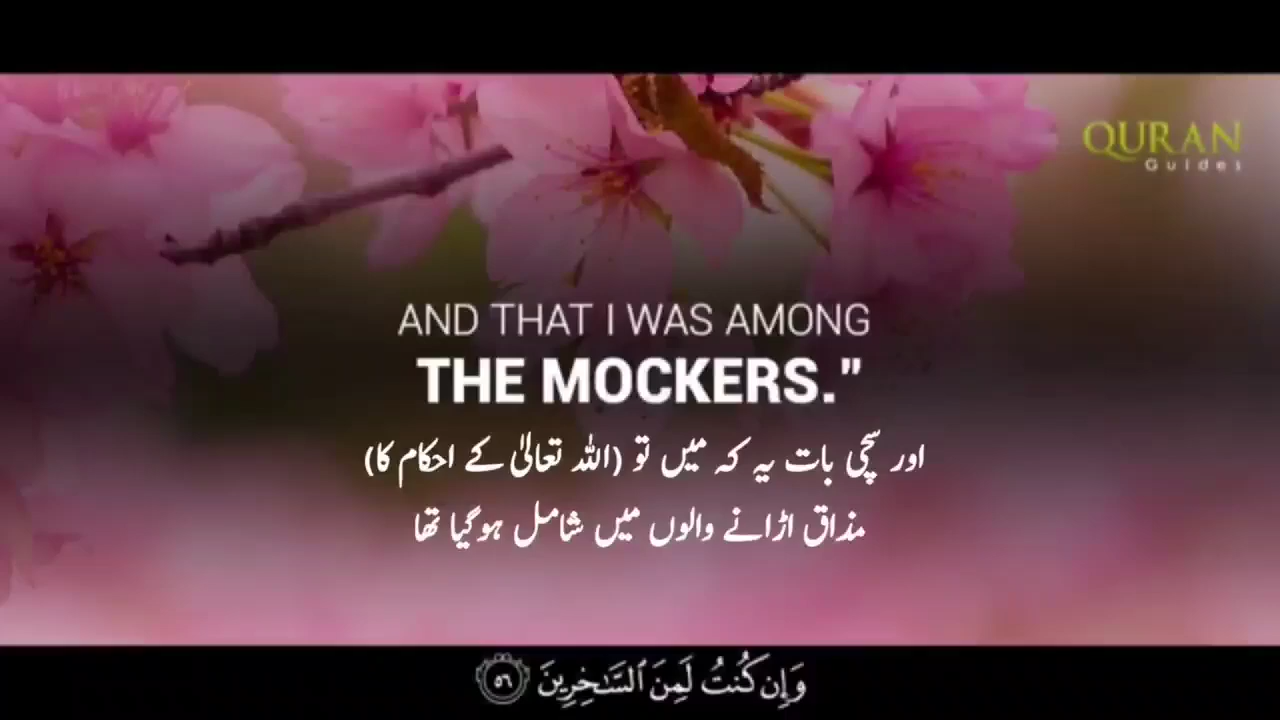 QURAN
Guides
AND THAT I WAS AMONG
THE MOCKERS."
اور سچی بات یہ کہ میں تو (اللہ تعالیٰ کے احکام کا)
مذاق اڑانے والوں میں شامل ہوگیا تھا
وَإِن كُنتُ لَمِنَ ٱلسَّـٰخِرِينَ ۝٥٦